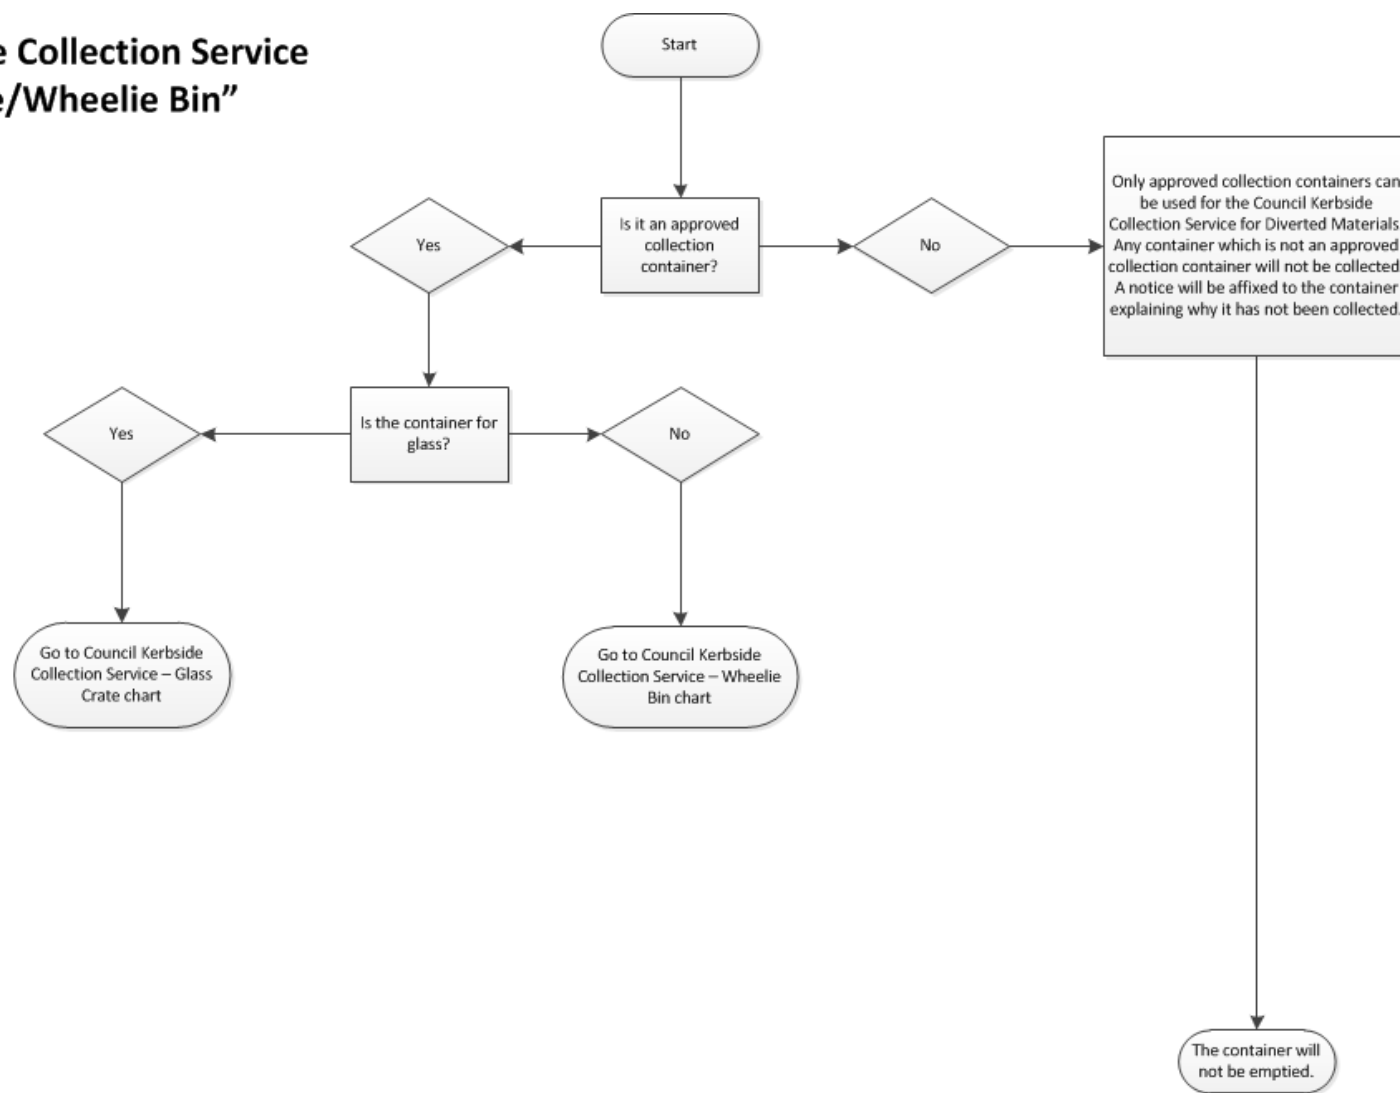 e Collection Service
e/Wheelie Bin”
Start
Is it an approved
collection
container?
Yes
No
Only approved collection containers can
be used for the Council Kerbside
Collection Service for Diverted Materials
Any container which is not an approved
collection container will not be collected
A notice will be affixed to the container
explaining why it has not been collected.
Is the container for
glass?
Yes
No
Go to Council Kerbside
Collection Service – Glass
Crate chart
Go to Council Kerbside
Collection Service – Wheelie
Bin chart
The container will
not be emptied.